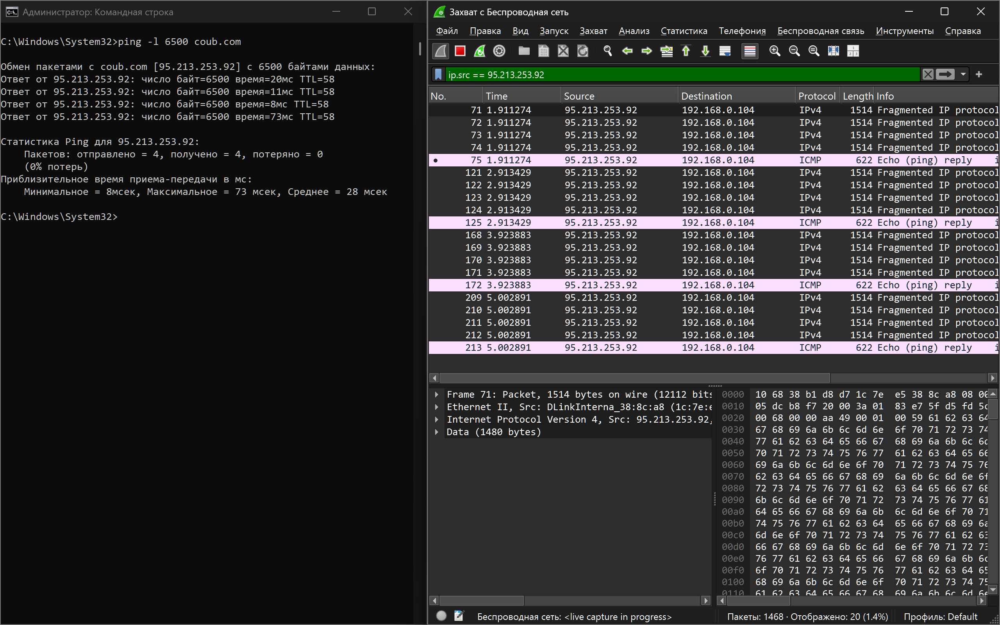 Администратор: Командная строка
C:\Windows\System32>ping -l 6500 coub.com
Обмен пакетами с coub.com [95.213.253.92] с 6500 байтами данных:
Ответ от 95.213.253.92: число байт=6500 время=20мс TTL=58
Ответ от 95.213.253.92: число байт=6500 время=11мс TTL=58
Ответ от 95.213.253.92: число байт=6500 время=8мс TTL=58
Ответ от 95.213.253.92: число байт=6500 время=73мс TTL=58
Статистика Ping для 95.213.253.92:
Пакетов: отправлено = 4, получено = 4, потеряно = 0
(0% потерь)
Приблизительное время приема-передачи в мс:
Минимальное = 8мсек, Максимальное = 73 мсек, Среднее = 28 мсек
C:\Windows\System32>
Захват с Беспроводная сеть
Файл Правка Вид Запуск Захват Анализ Статистика Телефония Беспроводная связь Инструменты Справка
ip.src == 95.213.253.92
No. Time Source Destination Protocol Length Info
71 1.911274 95.213.253.92 192.168.0.104 IPv4 1514 Fragmented IP protocol
72 1.911274 95.213.253.92 192.168.0.104 IPv4 1514 Fragmented IP protocol
73 1.911274 95.213.253.92 192.168.0.104 IPv4 1514 Fragmented IP protocol
74 1.911274 95.213.253.92 192.168.0.104 IPv4 1514 Fragmented IP protocol
75 1.911274 95.213.253.92 192.168.0.104 ICMP 622 Echo (ping) reply i
121 2.913429 95.213.253.92 192.168.0.104 IPv4 1514 Fragmented IP protocol
122 2.913429 95.213.253.92 192.168.0.104 IPv4 1514 Fragmented IP protocol
123 2.913429 95.213.253.92 192.168.0.104 IPv4 1514 Fragmented IP protocol
124 2.913429 95.213.253.92 192.168.0.104 IPv4 1514 Fragmented IP protocol
125 2.913429 95.213.253.92 192.168.0.104 ICMP 622 Echo (ping) reply i
168 3.923883 95.213.253.92 192.168.0.104 IPv4 1514 Fragmented IP protocol
169 3.923883 95.213.253.92 192.168.0.104 IPv4 1514 Fragmented IP protocol
170 3.923883 95.213.253.92 192.168.0.104 IPv4 1514 Fragmented IP protocol
171 3.923883 95.213.253.92 192.168.0.104 IPv4 1514 Fragmented IP protocol
172 3.923883 95.213.253.92 192.168.0.104 ICMP 622 Echo (ping) reply i
209 5.002891 95.213.253.92 192.168.0.104 IPv4 1514 Fragmented IP protocol
210 5.002891 95.213.253.92 192.168.0.104 IPv4 1514 Fragmented IP protocol
211 5.002891 95.213.253.92 192.168.0.104 IPv4 1514 Fragmented IP protocol
212 5.002891 95.213.253.92 192.168.0.104 IPv4 1514 Fragmented IP protocol
213 5.002891 95.213.253.92 192.168.0.104 ICMP 622 Echo (ping) reply i
Frame 71: Packet, 1514 bytes on wire (12112 bits
Ethernet II, Src: DLinkInterna_38:8c:a8 (1c:7e:e
Internet Protocol Version 4, Src: 95.213.253.92,
Data (1480 bytes)
0000 10 68 38 b1 d8 d7 1c 7e e5 38 8c a8 08 00
0010 05 dc b8 f7 20 00 3a 01 83 e7 5f d5 fd 5c
0020 00 68 00 00 aa 49 00 01 00 59 61 62 63 64
0030 67 68 69 6a 6b 6c 6d 6e 6f 70 71 72 73 74
0040 77 61 62 63 64 65 66 67 68 69 6a 6b 6c 6d
0050 70 71 72 73 74 75 76 77 61 62 63 64 65 66
0060 69 6a 6b 6c 6d 6e 6f 70 71 72 73 74 75 76
0070 62 63 64 65 66 67 68 69 6a 6b 6c 6d 6e 6f
0080 72 73 74 75 76 77 61 62 63 64 65 66 67 68
0090 6b 6c 6d 6e 6f 70 71 72 73 74 75 76 77 61
00a0 64 65 66 67 68 69 6a 6b 6c 6d 6e 6f 70 71
00b0 74 75 76 77 61 62 63 64 65 66 67 68 69 6a
00c0 6d 6e 6f 70 71 72 73 74 75 76 77 61 62 63
00d0 66 67 68 69 6a 6b 6c 6d 6e 6f 70 71 72 73
00e0 76 77 61 62 63 64 65 66 67 68 69 6a 6b 6c
00f0 6f 70 71 72 73 74 75 76 77 61 62 63 64 65
0100 68 69 6a 6b 6c 6d 6e 6f 70 71 72 73 74 75
0110 61 62 63 64 65 66 67 68 69 6a 6b 6c 6d 6e
Беспроводная сеть: <live capture in progress>
Пакеты: 1468 · Отображено: 20 (1.4%)
Профиль: Default